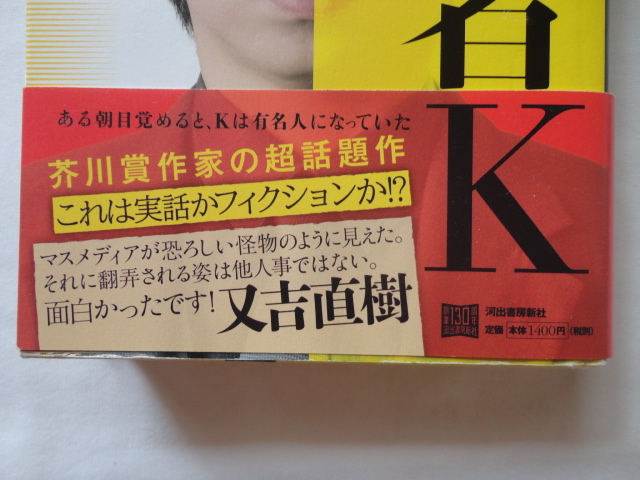 者
K
ある朝目覚めると、Kは有名人になっていた
芥川賞作家の超話題作
これは実話かフィクションか!?
マスメディアが恐ろしい怪物のように見えた。
それに翻弄される姿は他人事ではない。
面白かったです! 又吉直樹
130
河出書房新社
定価 本体1400円(税別)